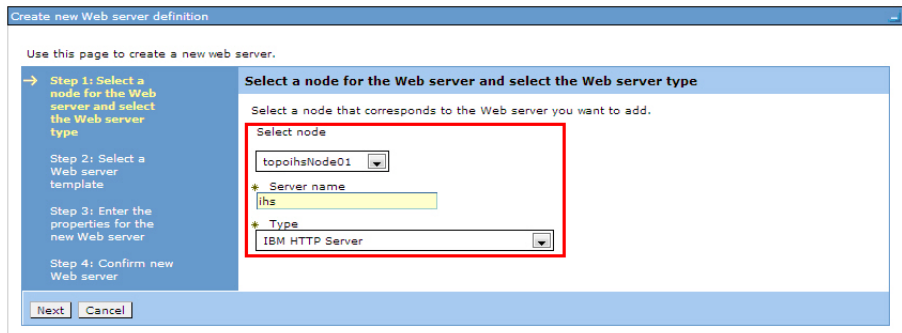 Create new Web server definition
Use this page to create a new web server.
Step 1: Select a
node for the Web
server and select
the Web server
type
Step 2: Select a
Web server
template
Step 3: Enter the
properties for the
new Web server
Step 4: Confirm new
Web server
Select a node for the Web server and select the Web server type
Select a node that corresponds to the Web server you want to add.
Select node
topoihsNode01
Server name
ihs
Type
IBM HTTP Server
Next Cancel